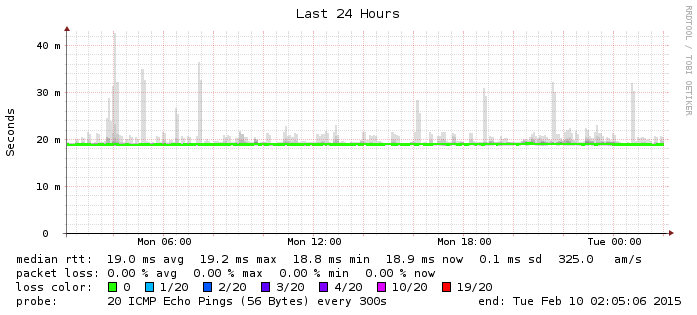 Last 24 Hours
RRDTOOL / TOBI OETIKER
Seconds
40 m
30 m
20 m
10 m
0
Mon 06:00 Mon 12:00 Mon 18:00 Tue 00:00
median rtt: 19.0 ms avg 19.2 ms max 18.8 ms min 18.9 ms now 0.1 ms sd 325.0 am/s
packet loss: 0.00 % avg 0.00 % max 0.00 % min 0.00 % now
loss color: 0 1/20 2/20 3/20 4/20 10/20 19/20
probe: 20 ICMP Echo Pings (56 Bytes) every 300s end: Tue Feb 10 02:05:06 2015